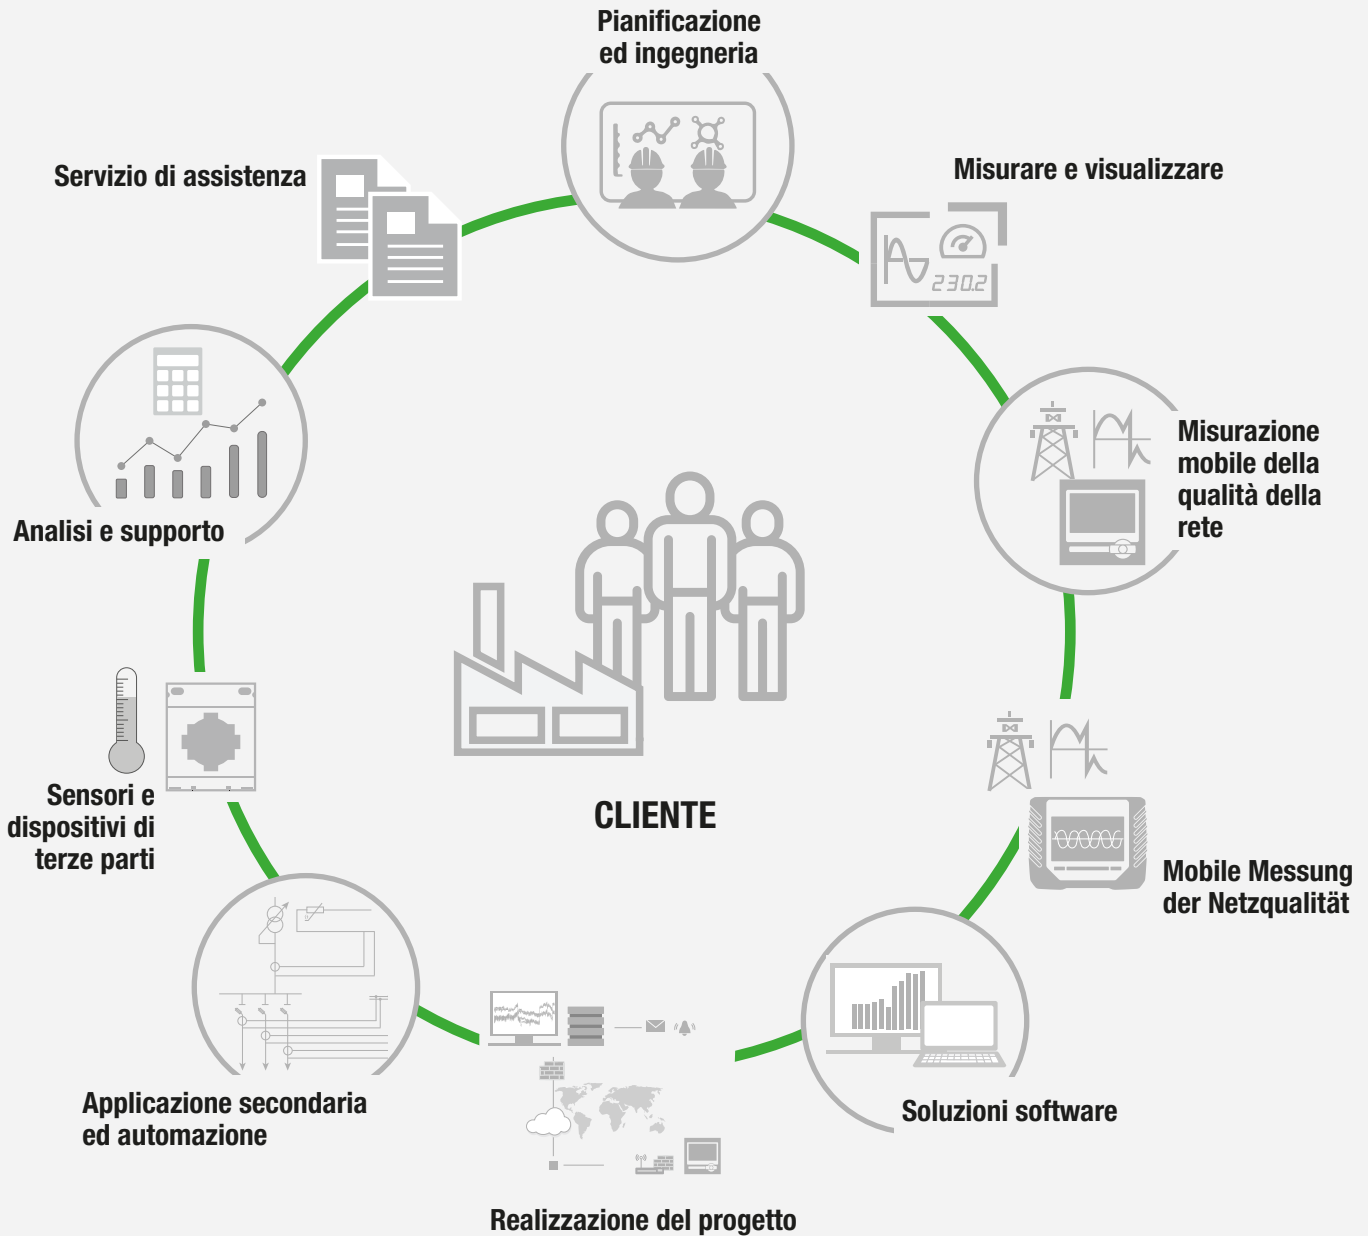 Pianificazione
ed ingegneria
Servizio di assistenza
Misurare e visualizzare
230.2
Misurazione
mobile della
qualità della
rete
Analisi e supporto
Sensori e
dispositivi di
terze parti
CLIENTE
Mobile Messung
der Netzqualität
Applicazione secondaria
ed automazione
Soluzioni software
Realizzazione del progetto